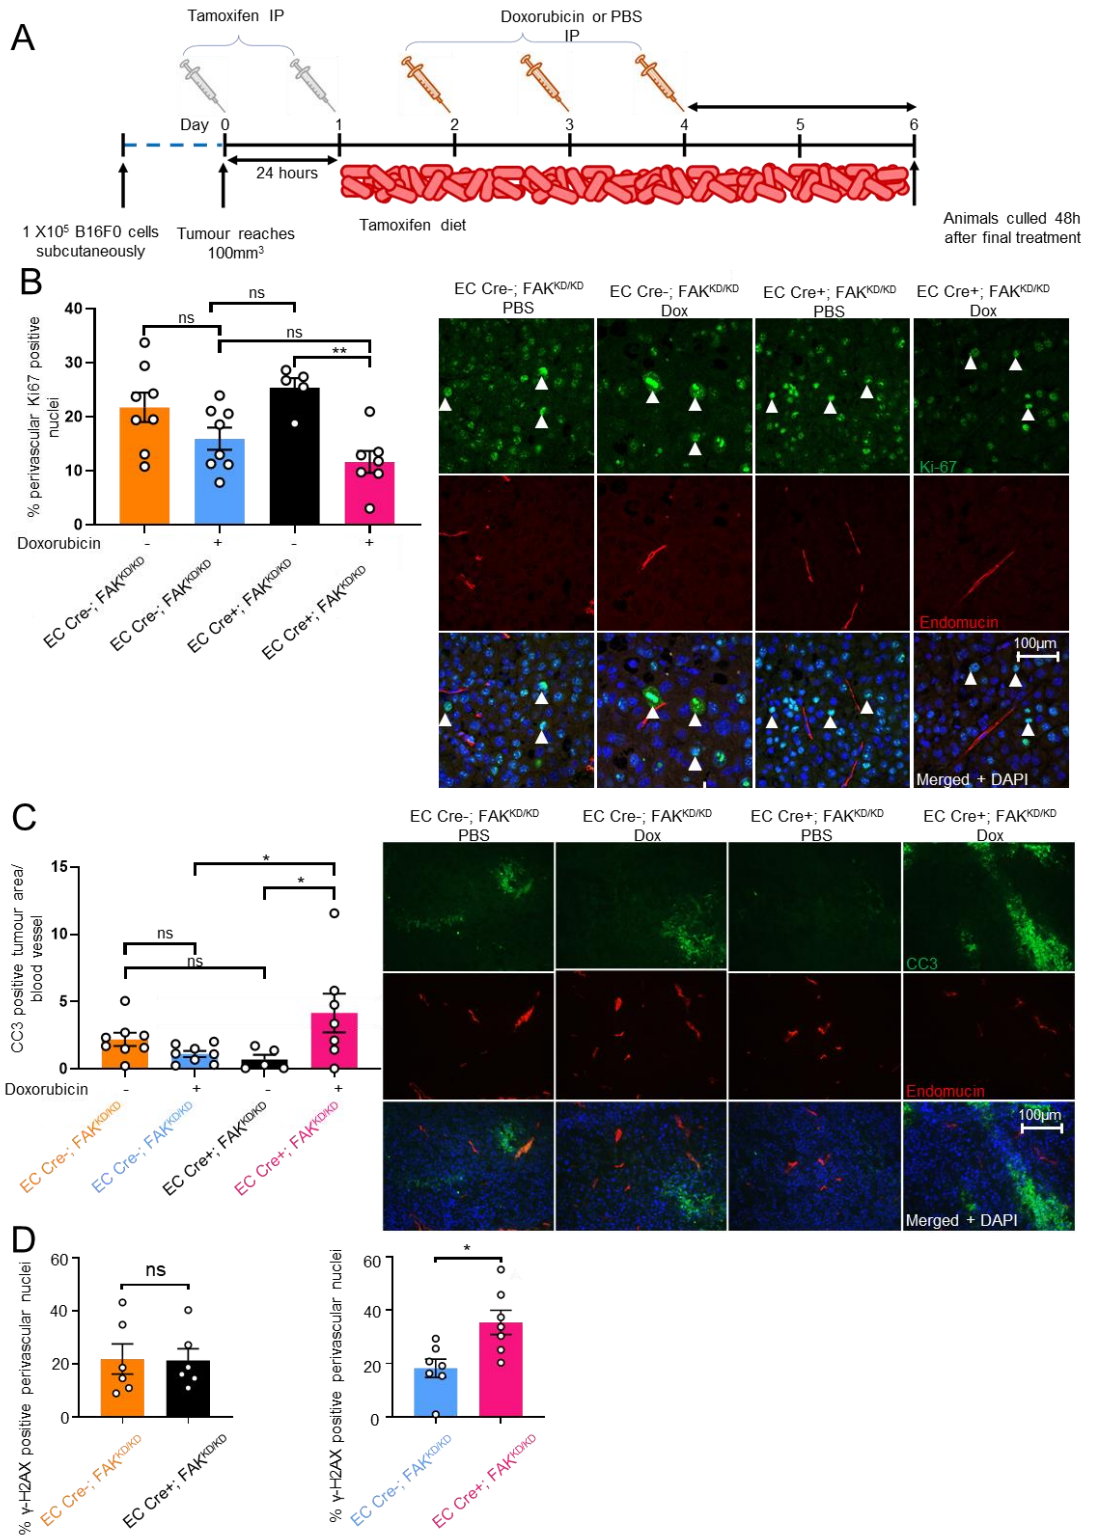 A
Tamoxifen IP
Doxorubicin or PBS
IP
Day 0 1 2 3 4 5 6
24 hours
1 X10⁵ B16F0 cells
subcutaneously
Tumour reaches
100mm³
Tamoxifen diet
Animals culled 48h
after final treatment
B
% perivascular Ki67 positive
nuclei
40
30
20
10
0
ns
ns
ns
**
Doxorubicin - + - +
EC Cre-; FAKᴷᴰ/ᴷᴰ
EC Cre-; FAKᴷᴰ/ᴷᴰ
EC Cre+; FAKᴷᴰ/ᴷᴰ
EC Cre+; FAKᴷᴰ/ᴷᴰ
EC Cre-; FAKᴷᴰ/ᴷᴰ
PBS
EC Cre-; FAKᴷᴰ/ᴷᴰ
Dox
EC Cre+; FAKᴷᴰ/ᴷᴰ
PBS
EC Cre+; FAKᴷᴰ/ᴷᴰ
Dox
Ki-67
Endomucin
100µm
Merged + DAPI
C
CC3 positive tumour area/
blood vessel
15
10
5
0
*
*
ns
ns
Doxorubicin - + - +
EC Cre-; FAKᴷᴰ/ᴷᴰ
EC Cre-; FAKᴷᴰ/ᴷᴰ
EC Cre+; FAKᴷᴰ/ᴷᴰ
EC Cre+; FAKᴷᴰ/ᴷᴰ
EC Cre-; FAKᴷᴰ/ᴷᴰ
PBS
EC Cre-; FAKᴷᴰ/ᴷᴰ
Dox
EC Cre+; FAKᴷᴰ/ᴷᴰ
PBS
EC Cre+; FAKᴷᴰ/ᴷᴰ
Dox
CC3
Endomucin
100µm
Merged + DAPI
D
% γ-H2AX positive perivascular nuclei
60
40
20
0
ns
EC Cre-; FAKᴷᴰ/ᴷᴰ
EC Cre+; FAKᴷᴰ/ᴷᴰ
% γ-H2AX positive perivascular nuclei
60
40
20
0
*
EC Cre-; FAKᴷᴰ/ᴷᴰ
EC Cre+; FAKᴷᴰ/ᴷᴰ